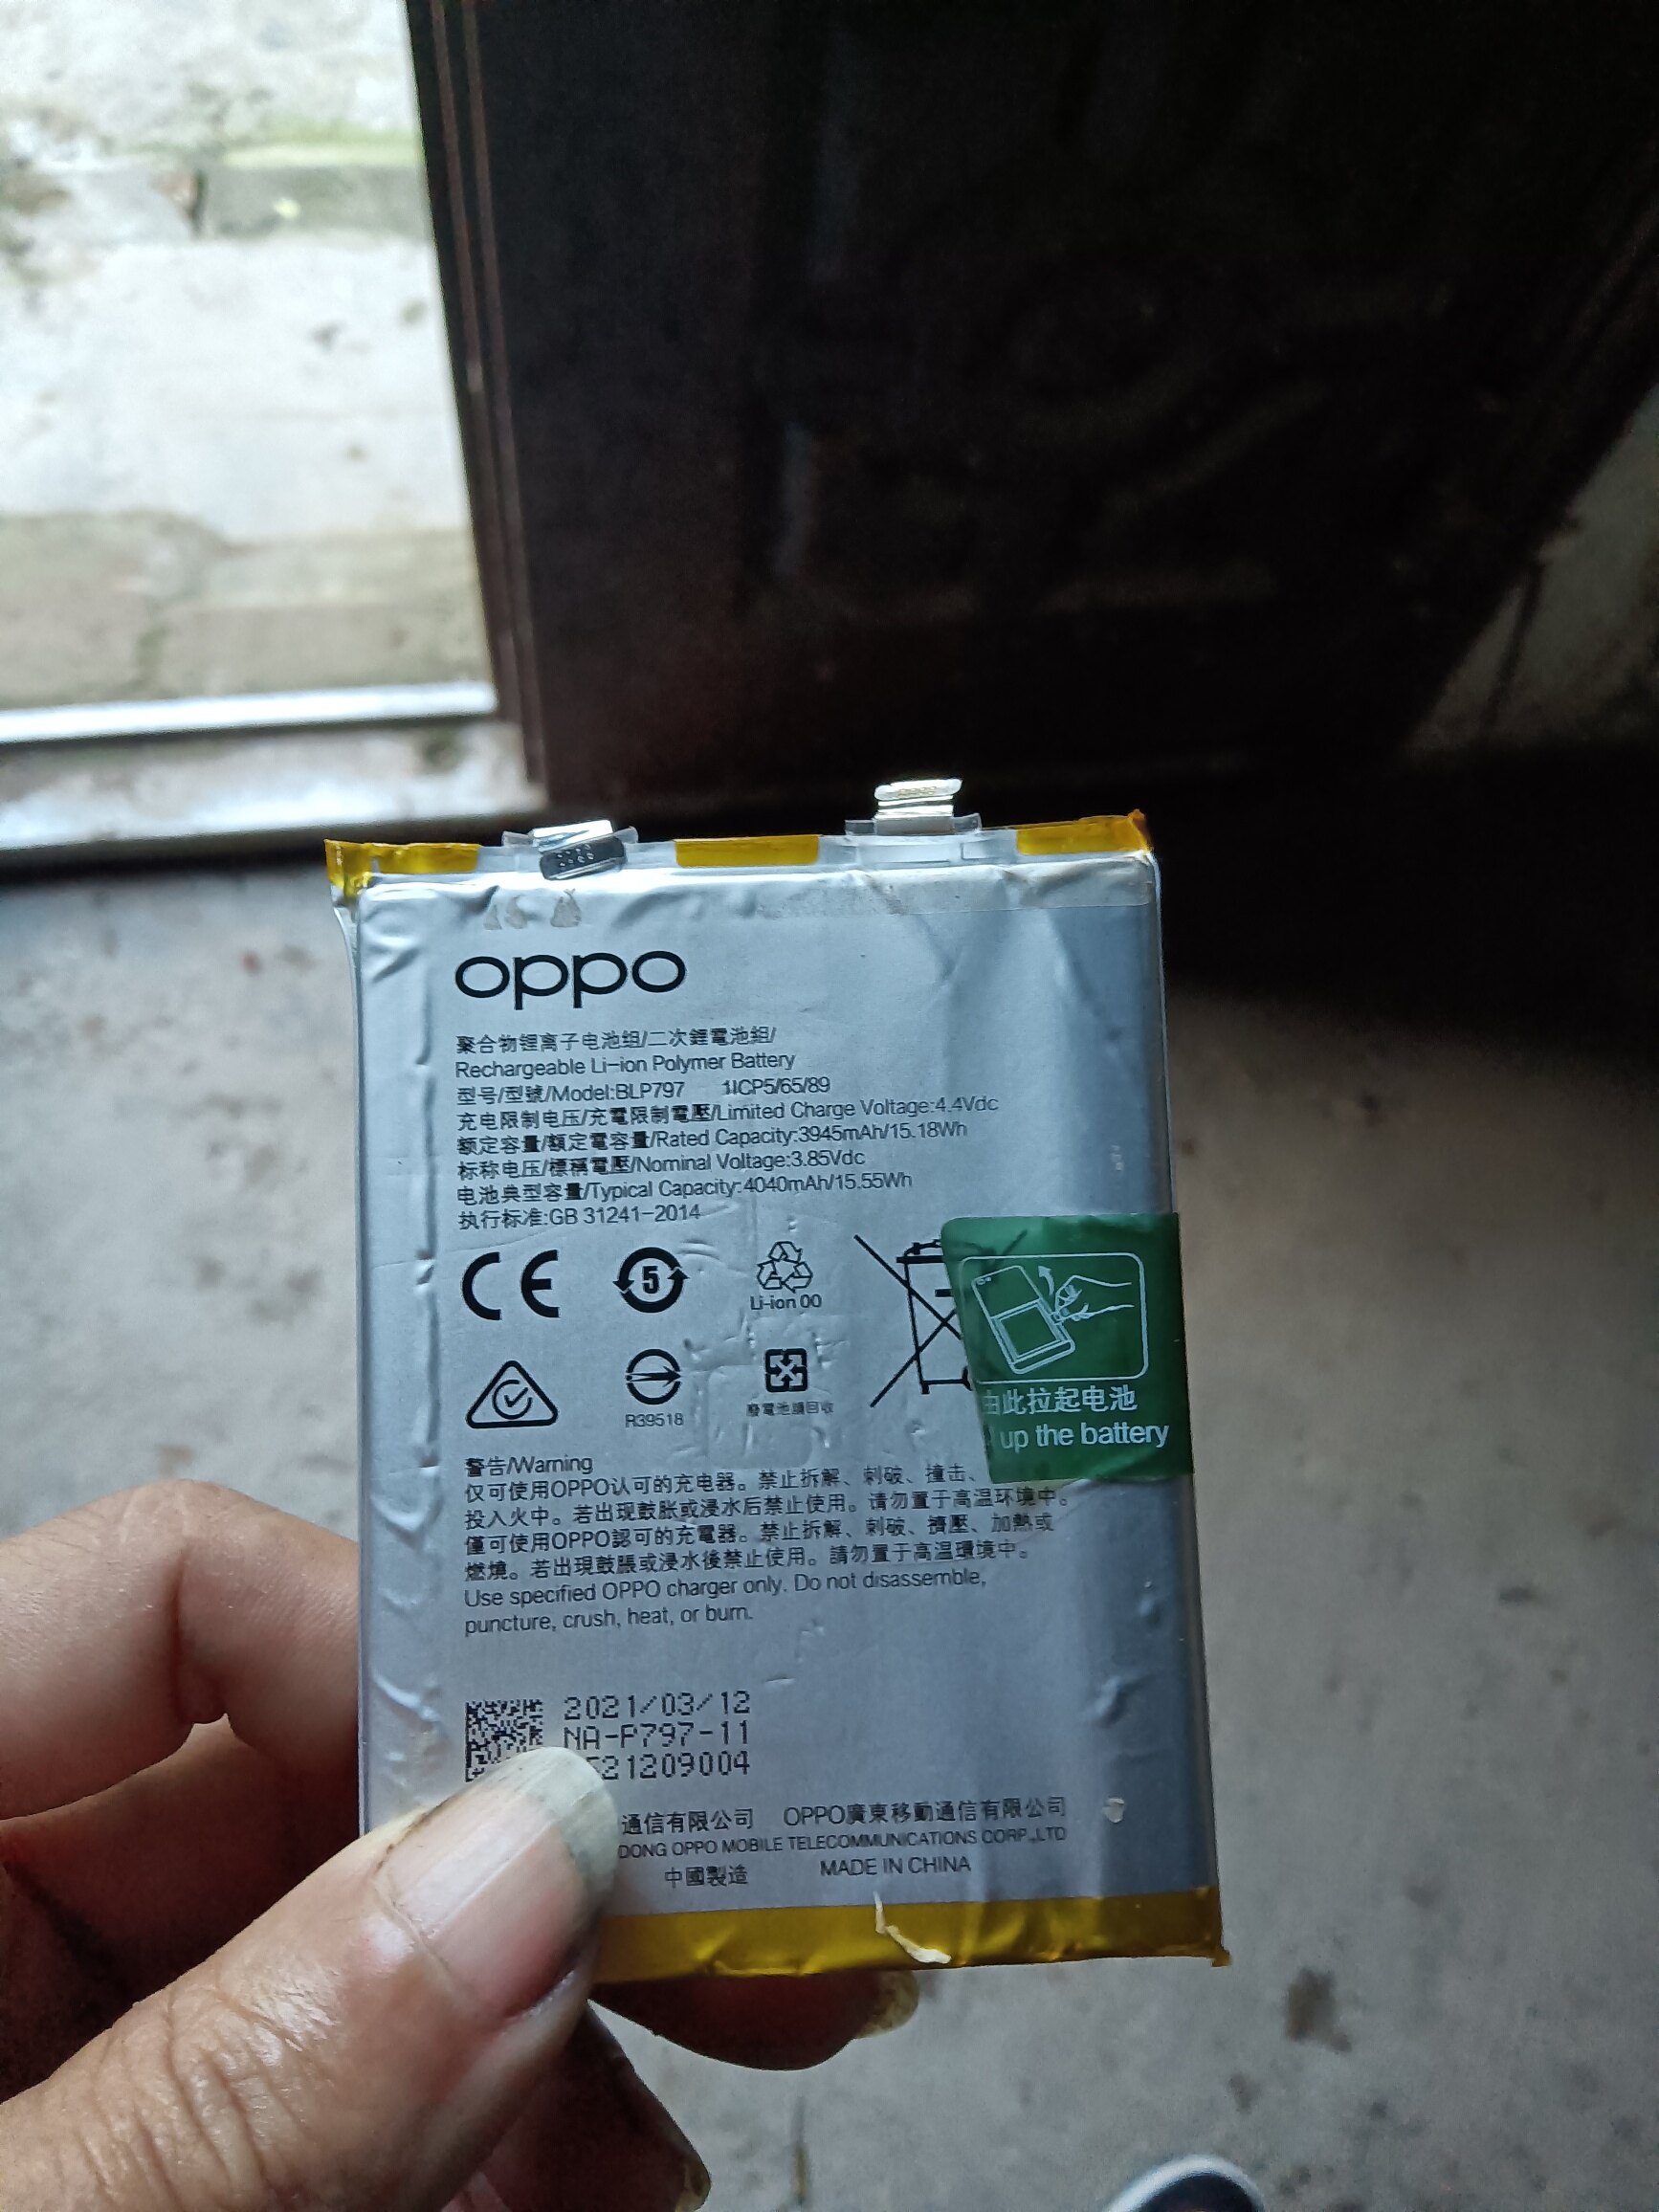 oppo
聚合物锂离子电池组/二次鋰電池組/
Rechargeable Li-ion Polymer Battery
型号/型號/Model:BLP797 1ICP5/65/89
充电限制电压/充電限制電壓/Limited Charge Voltage:4.4Vdc
额定容量/額定電容量/Rated Capacity:3945mAh/15.18Wh
标称电压/標稱電壓/Nominal Voltage:3.85Vdc
电池典型容量/Typical Capacity:4040mAh/15.55Wh
执行标准:GB 31241-2014
CE
5
Li-ion 00
R39518
廢電池請回收
由此拉起电池
up the battery
警告/Warning
仅可使用OPPO认可的充电器。禁止拆解、刺破、撞击、
投入火中。若出现鼓胀或浸水后禁止使用。请勿置于高温环境中。
僅可使用OPPO認可的充電器。禁止拆解、刺破、擠壓、加熱或
燃燒。若出現鼓脹或浸水後禁止使用。請勿置于高溫環境中。
Use specified OPPO charger only. Do not disassemble,
puncture, crush, heat, or burn.
2021/03/12
NA-P797-11
21209004
通信有限公司 OPPO廣東移動通信有限公司
DONG OPPO MOBILE TELECOMMUNICATIONS CORP.,LTD
中國製造 MADE IN CHINA